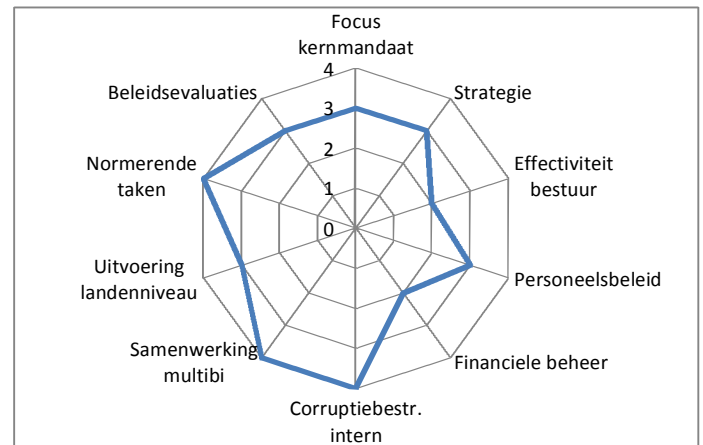 Focus
kernmandaat
Strategie
Effectiviteit
bestuur
Personeelsbeleid
Financiele beheer
Corruptiebestr.
intern
Samenwerking
multibi
Uitvoering
landenniveau
Normerende
taken
Beleidsevaluaties
4
3
2
1
0